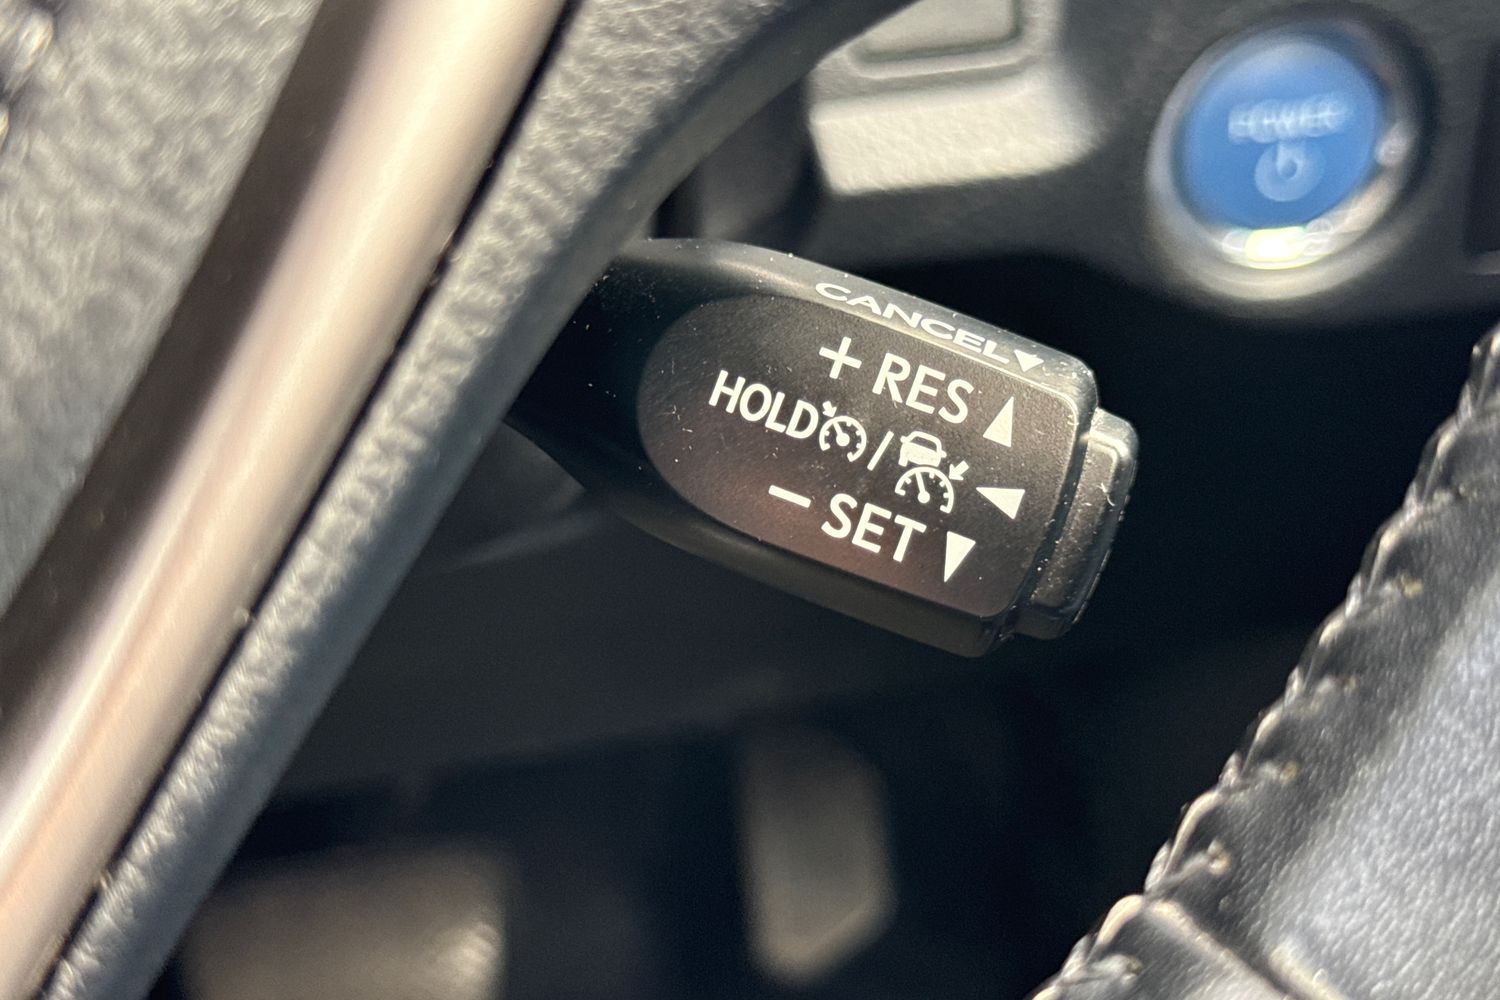 POWER
CANCEL▼
+ RES ▲
HOLD / ◀
− SET ▼